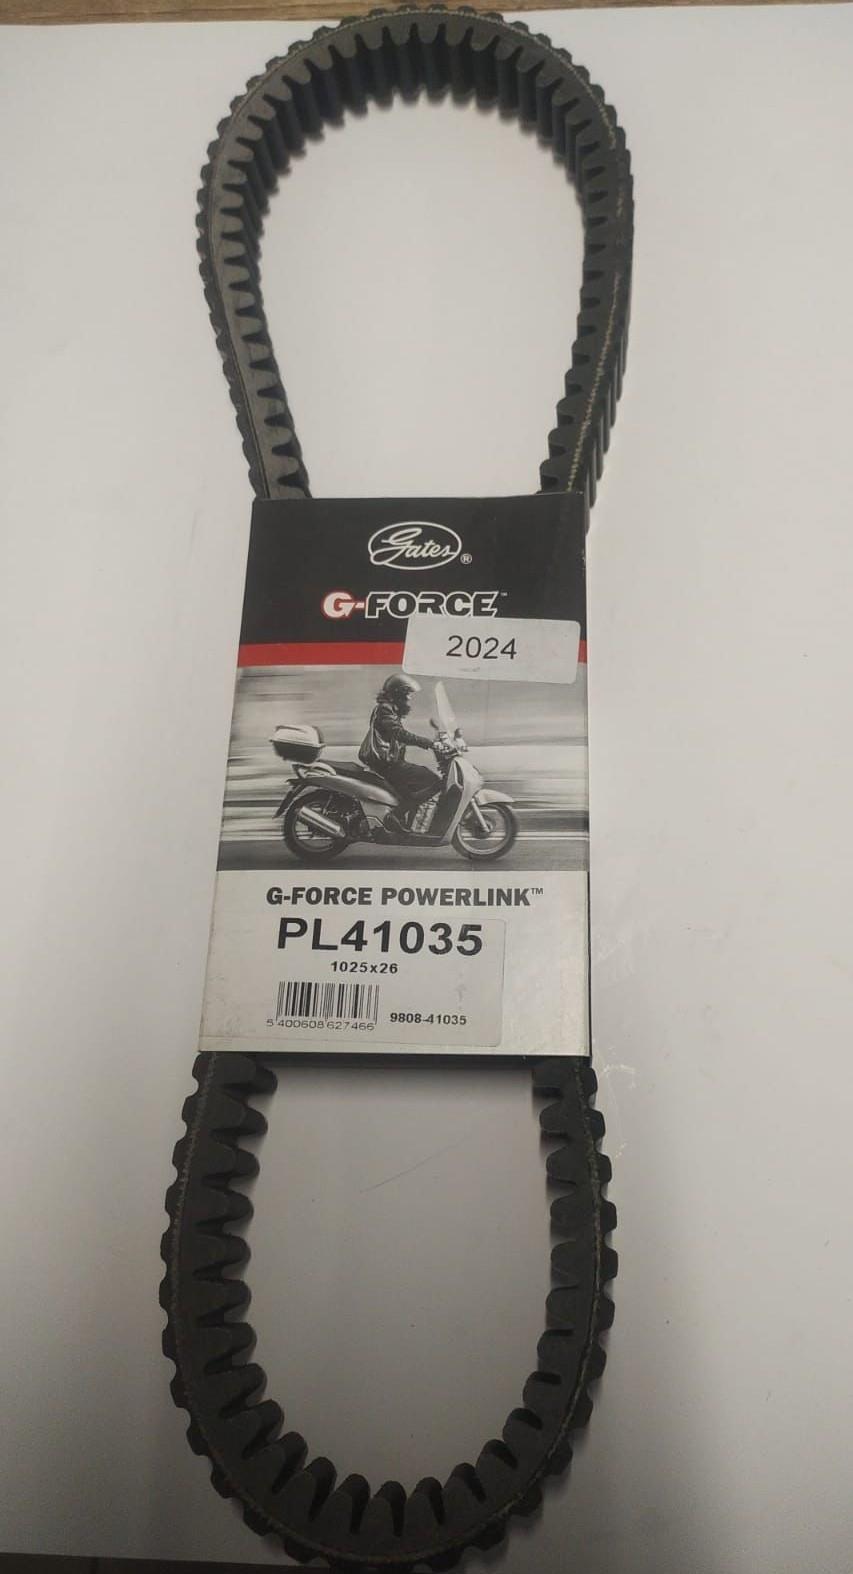 Gates®
G-FORCE™
2024
G-FORCE POWERLINK™
PL41035
1025x26
5 400608 627466
9808-41035